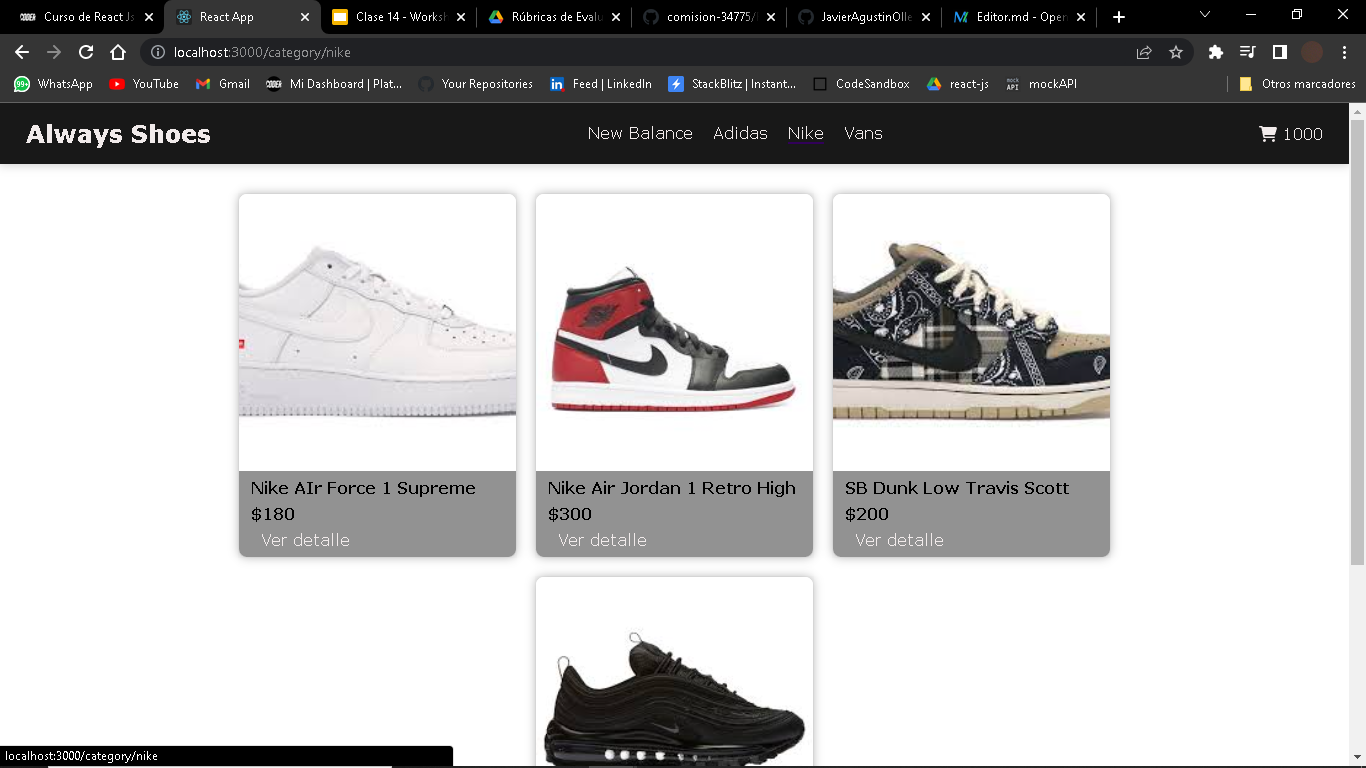 Curso de React Js
React App
Clase 14 - Worksh
Rúbricas de Evalu
comision-34775/
JavierAgustinOlle
Editor.md - Open
localhost:3000/category/nike
99+ WhatsApp
YouTube
Gmail
CODER Mi Dashboard | Plat...
Your Repositories
Feed | LinkedIn
StackBlitz | Instant...
CodeSandbox
react-js
MOCK API mockAPI
Otros marcadores
Always Shoes
New Balance Adidas Nike Vans
1000
Nike AIr Force 1 Supreme
$180
Ver detalle
Nike Air Jordan 1 Retro High
$300
Ver detalle
SB Dunk Low Travis Scott
$200
Ver detalle
localhost:3000/category/nike